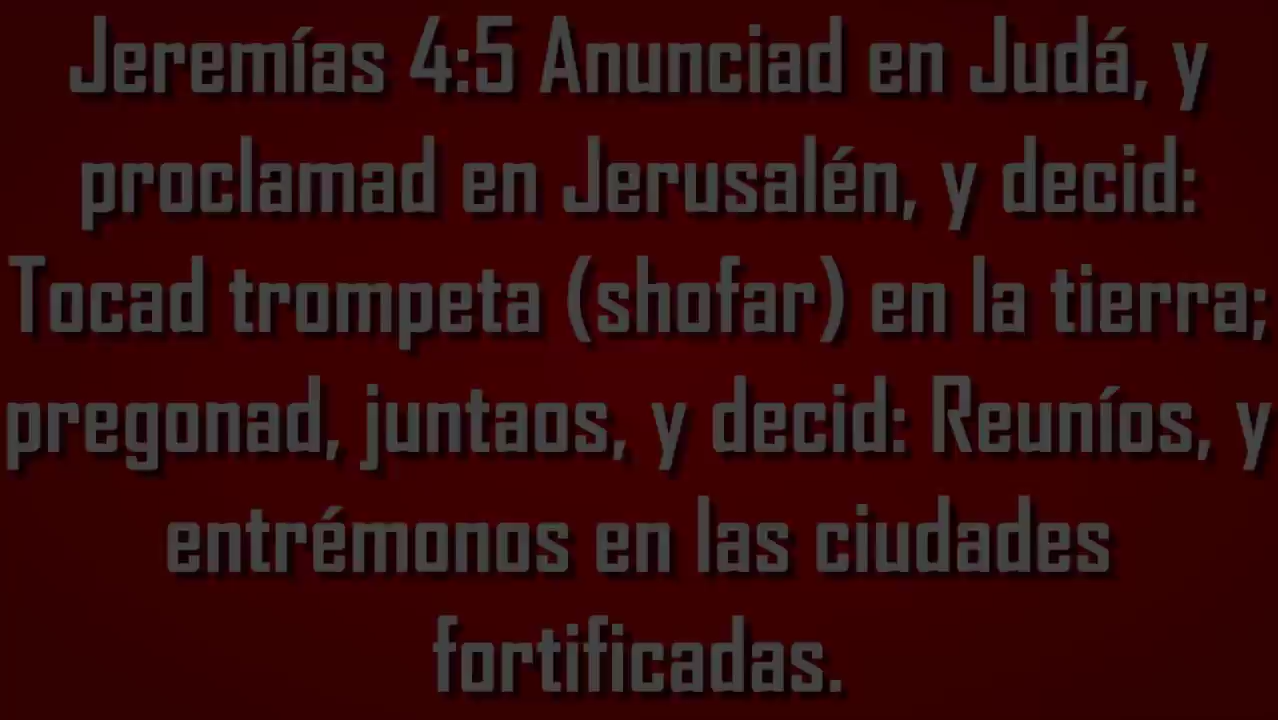 Jeremías 4:5 Anunciad en Judá, y
proclamad en Jerusalén, y decid:
Tocad trompeta (shofar) en la tierra;
pregonad, juntaos, y decid: Reuníos, y
entrémonos en las ciudades
fortificadas.